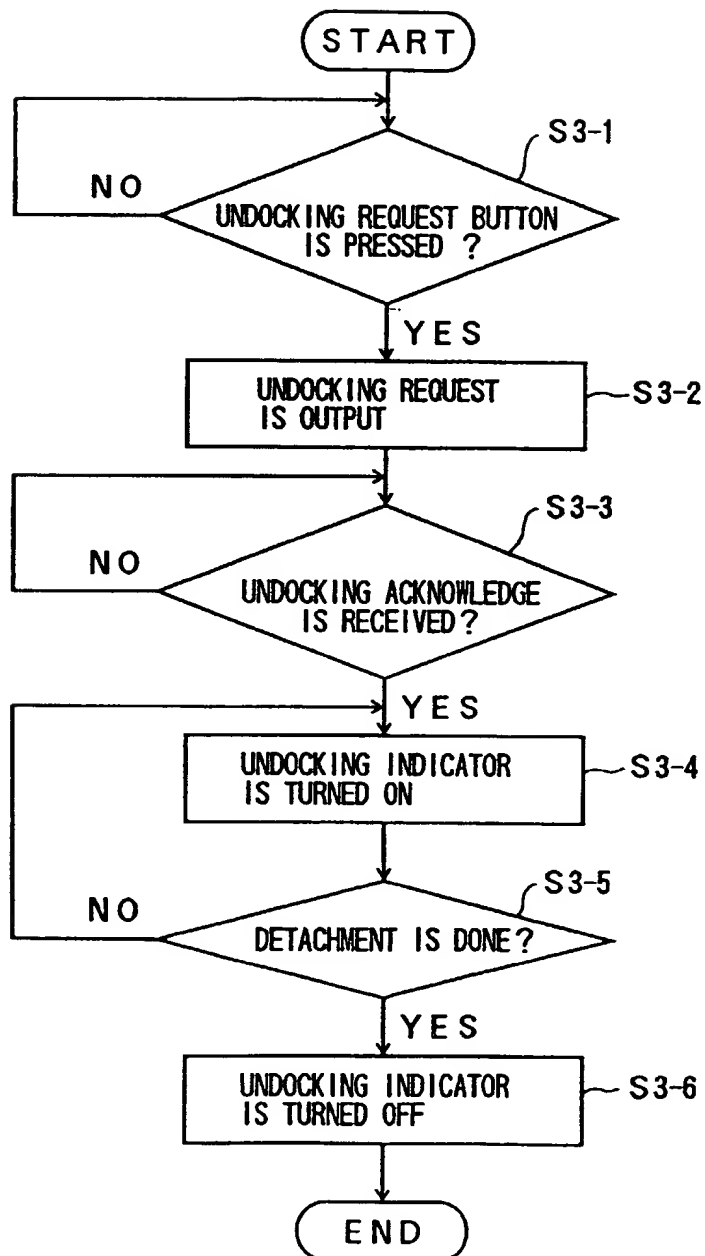 START
S3-1
NO
UNDOCKING REQUEST BUTTON
IS PRESSED ?
YES
UNDOCKING REQUEST
IS OUTPUT
S3-2
S3-3
NO
UNDOCKING ACKNOWLEDGE
IS RECEIVED?
YES
UNDOCKING INDICATOR
IS TURNED ON
S3-4
S3-5
NO
DETACHMENT IS DONE?
YES
UNDOCKING INDICATOR
IS TURNED OFF
S3-6
END